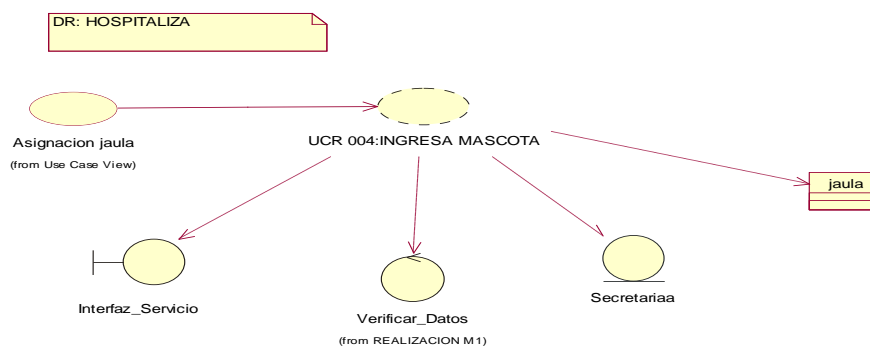 DR: HOSPITALIZA
Asignacion jaula
(from Use Case View)
UCR 004:INGRESA MASCOTA
jaula
Interfaz_Servicio
Verificar_Datos
(from REALIZACION M1)
Secretariaa